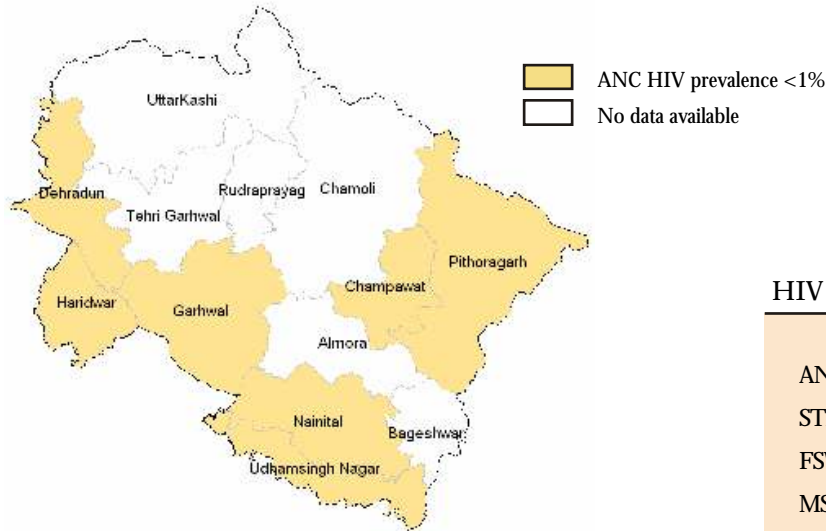 ANC HIV prevalence <1%
No data available
UttarKashi
Dehradun
Rudraprayag
Chamoli
Tehri Garhwal
Pithoragarh
Champawat
Haridwar
Garhwal
Almora
Nainital
Bageshwar
Udhamsingh Nagar
HIV
AN
ST
FS
MS